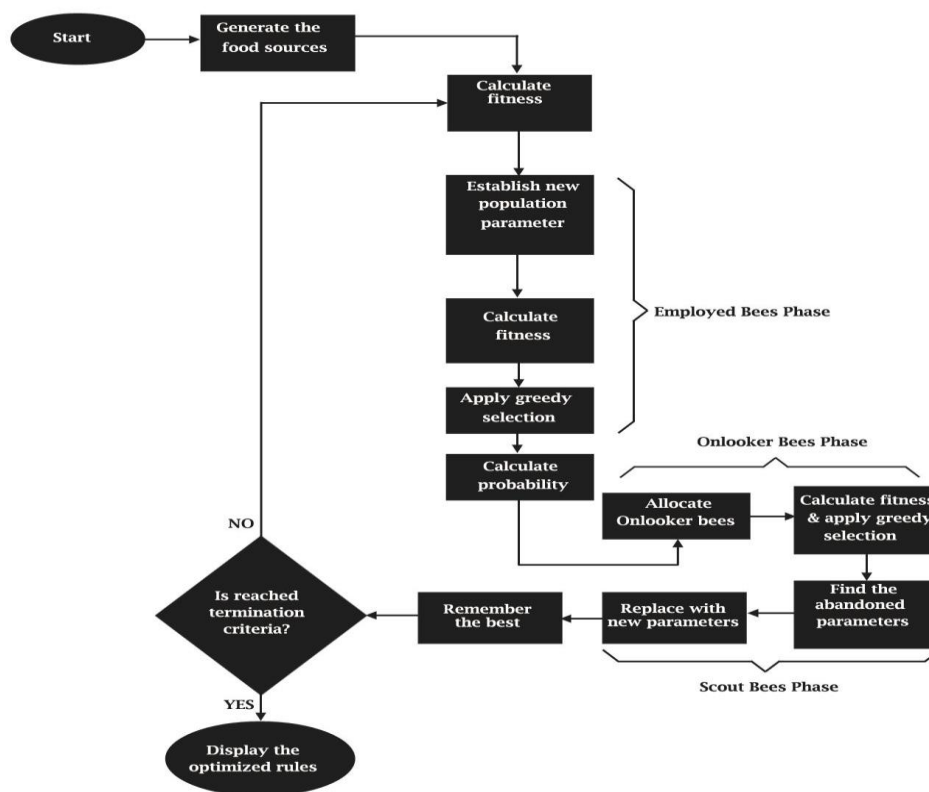 Start
Generate the
food sources
Calculate
fitness
Establish new
population
parameter
Calculate
fitness
Employed Bees Phase
Apply greedy
selection
Calculate
probability
Onlooker Bees Phase
Allocate
Onlooker bees
Calculate fitness
& apply greedy
selection
Find the
abandoned
parameters
Replace with
new parameters
Scout Bees Phase
Remember
the best
Is reached
termination
criteria?
NO
YES
Display the
optimized rules